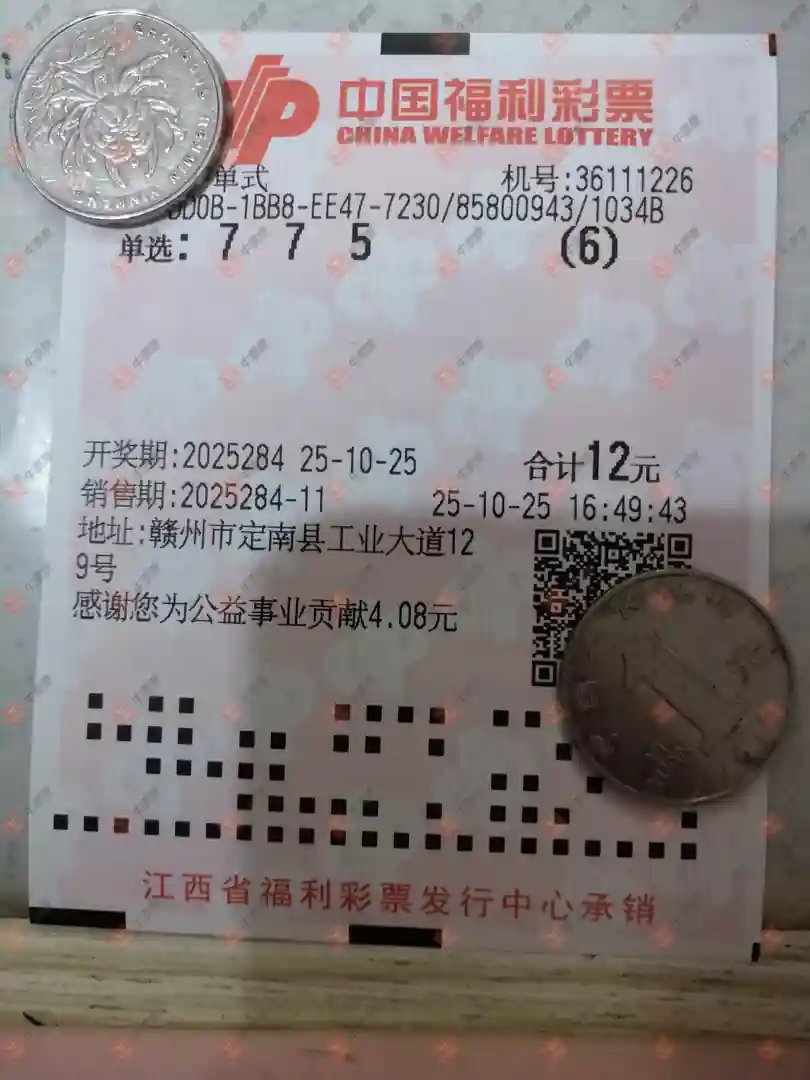 中国福利彩票
CHINA WELFARE LOTTERY
单式 机号:36111226
D0B-1BB8-EE47-7230/85800943/1034B
单选: 7 7 5 (6)
开奖期:2025284 25-10-25 合计12元
销售期:2025284-11 25-10-25 16:49:43
地址:赣州市定南县工业大道12
9号
感谢您为公益事业贡献4.08元
江西省福利彩票发行中心承销